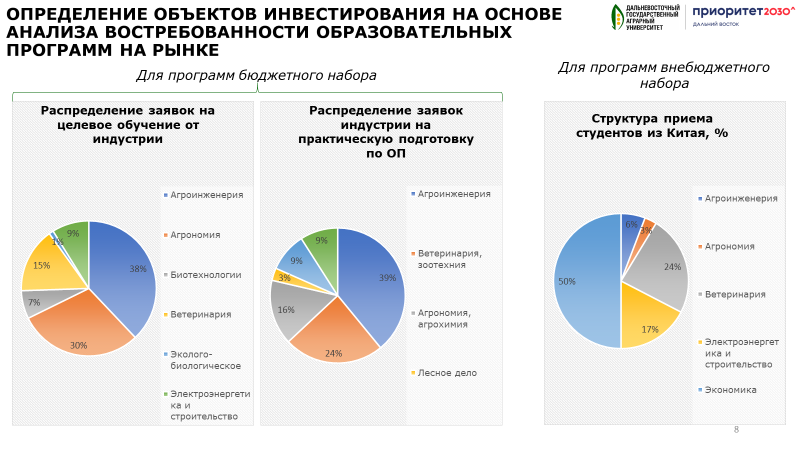 ОПРЕДЕЛЕНИЕ ОБЪЕКТОВ ИНВЕСТИРОВАНИЯ НА ОСНОВЕ
АНАЛИЗА ВОСТРЕБОВАННОСТИ ОБРАЗОВАТЕЛЬНЫХ
ПРОГРАММ НА РЫНКЕ
ДАЛЬНЕВОСТОЧНЫЙ
ГОСУДАРСТВЕННЫЙ
АГРАРНЫЙ
УНИВЕРСИТЕТ
приоритет2030^
ДАЛЬНИЙ ВОСТОК
Для программ бюджетного набора
Для программ внебюджетного
набора
Распределение заявок на
целевое обучение от
индустрии
38%
30%
7%
15%
1%
9%
Агроинженерия
Агрономия
Биотехнологии
Ветеринария
Эколого-
биологическое
Электроэнергети
ка и
строительство
Распределение заявок
индустрии на
практическую подготовку
по ОП
39%
24%
16%
3%
9%
9%
Агроинженерия
Ветеринария,
зоотехния
Агрономия,
агрохимия
Лесное дело
Структура приема
студентов из Китая, %
6%
3%
24%
17%
50%
Агроинженерия
Агрономия
Ветеринария
Электроэнергет
ика и
строительство
Экономика
8